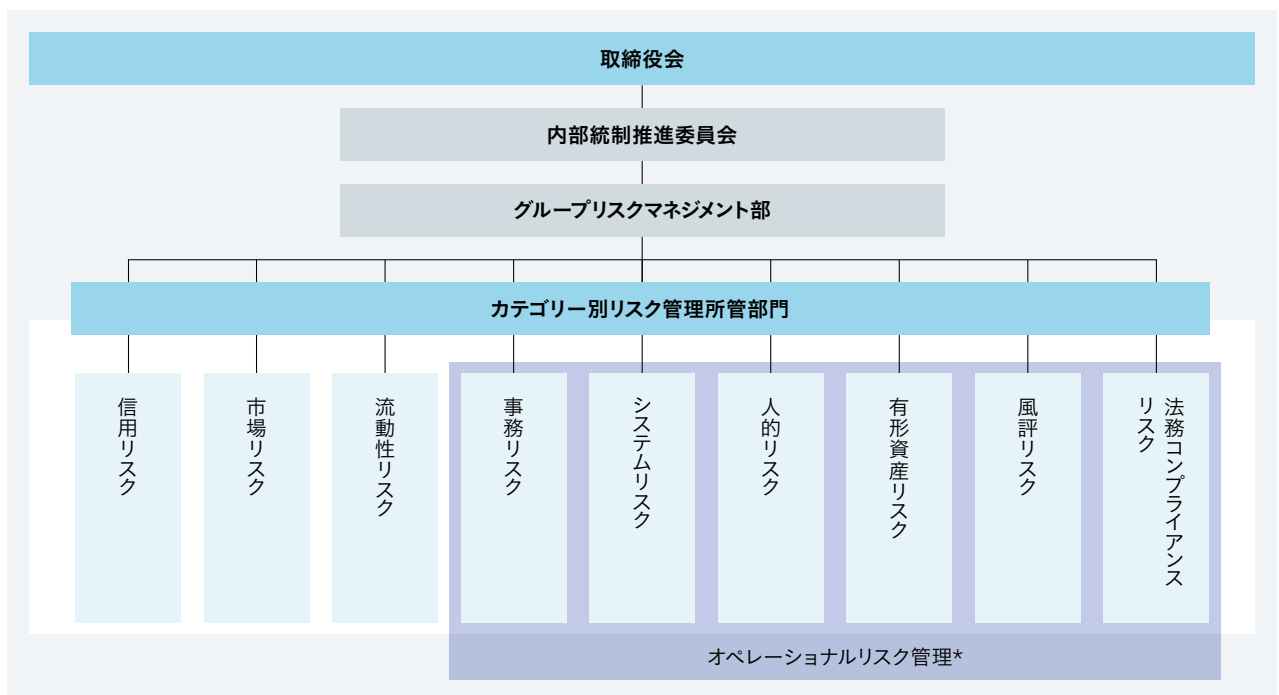 取締役会
内部統制推進委員会
グループリスクマネジメント部
カテゴリー別リスク管理所管部門
信用リスク
市場リスク
流動性リスク
事務リスク
システムリスク
人的リスク
有形資産リスク
風評リスク
法務コンプライアンス
リスク
オペレーショナルリスク管理*